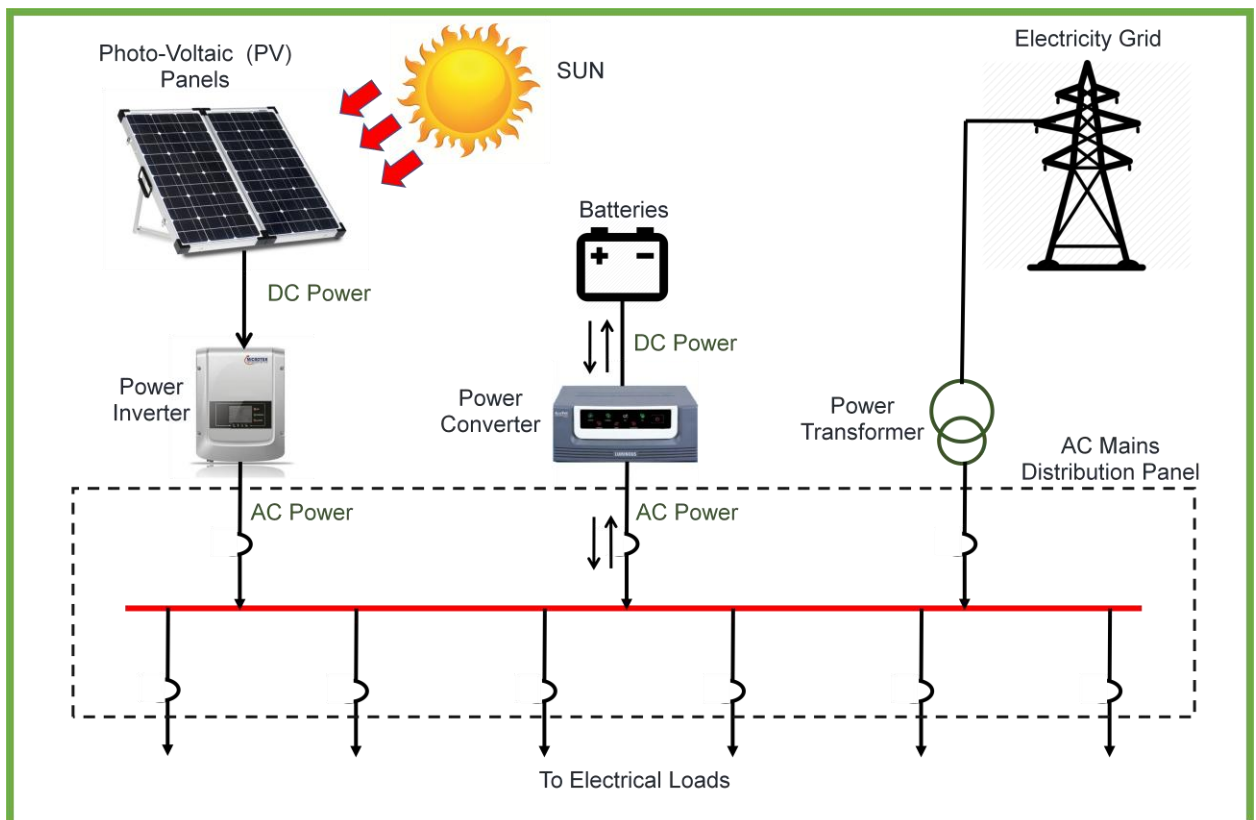 Photo-Voltaic (PV)
Panels
SUN
Electricity Grid
Batteries
+ -
DC Power
DC Power
Power
Inverter
Power
Converter
Power
Transformer
AC Mains
Distribution Panel
AC Power
AC Power
To Electrical Loads